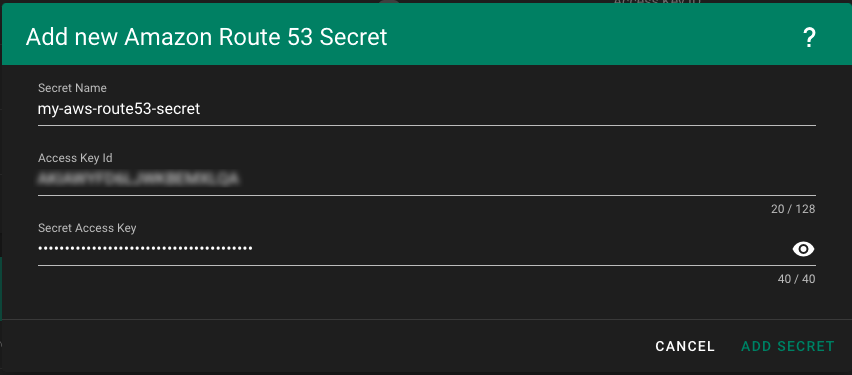 Add new Amazon Route 53 Secret ?
Secret Name
my-aws-route53-secret
Access Key Id
20 / 128
Secret Access Key
••••••••••••••••••••••••••••••••••••••••
40 / 40
CANCEL ADD SECRET